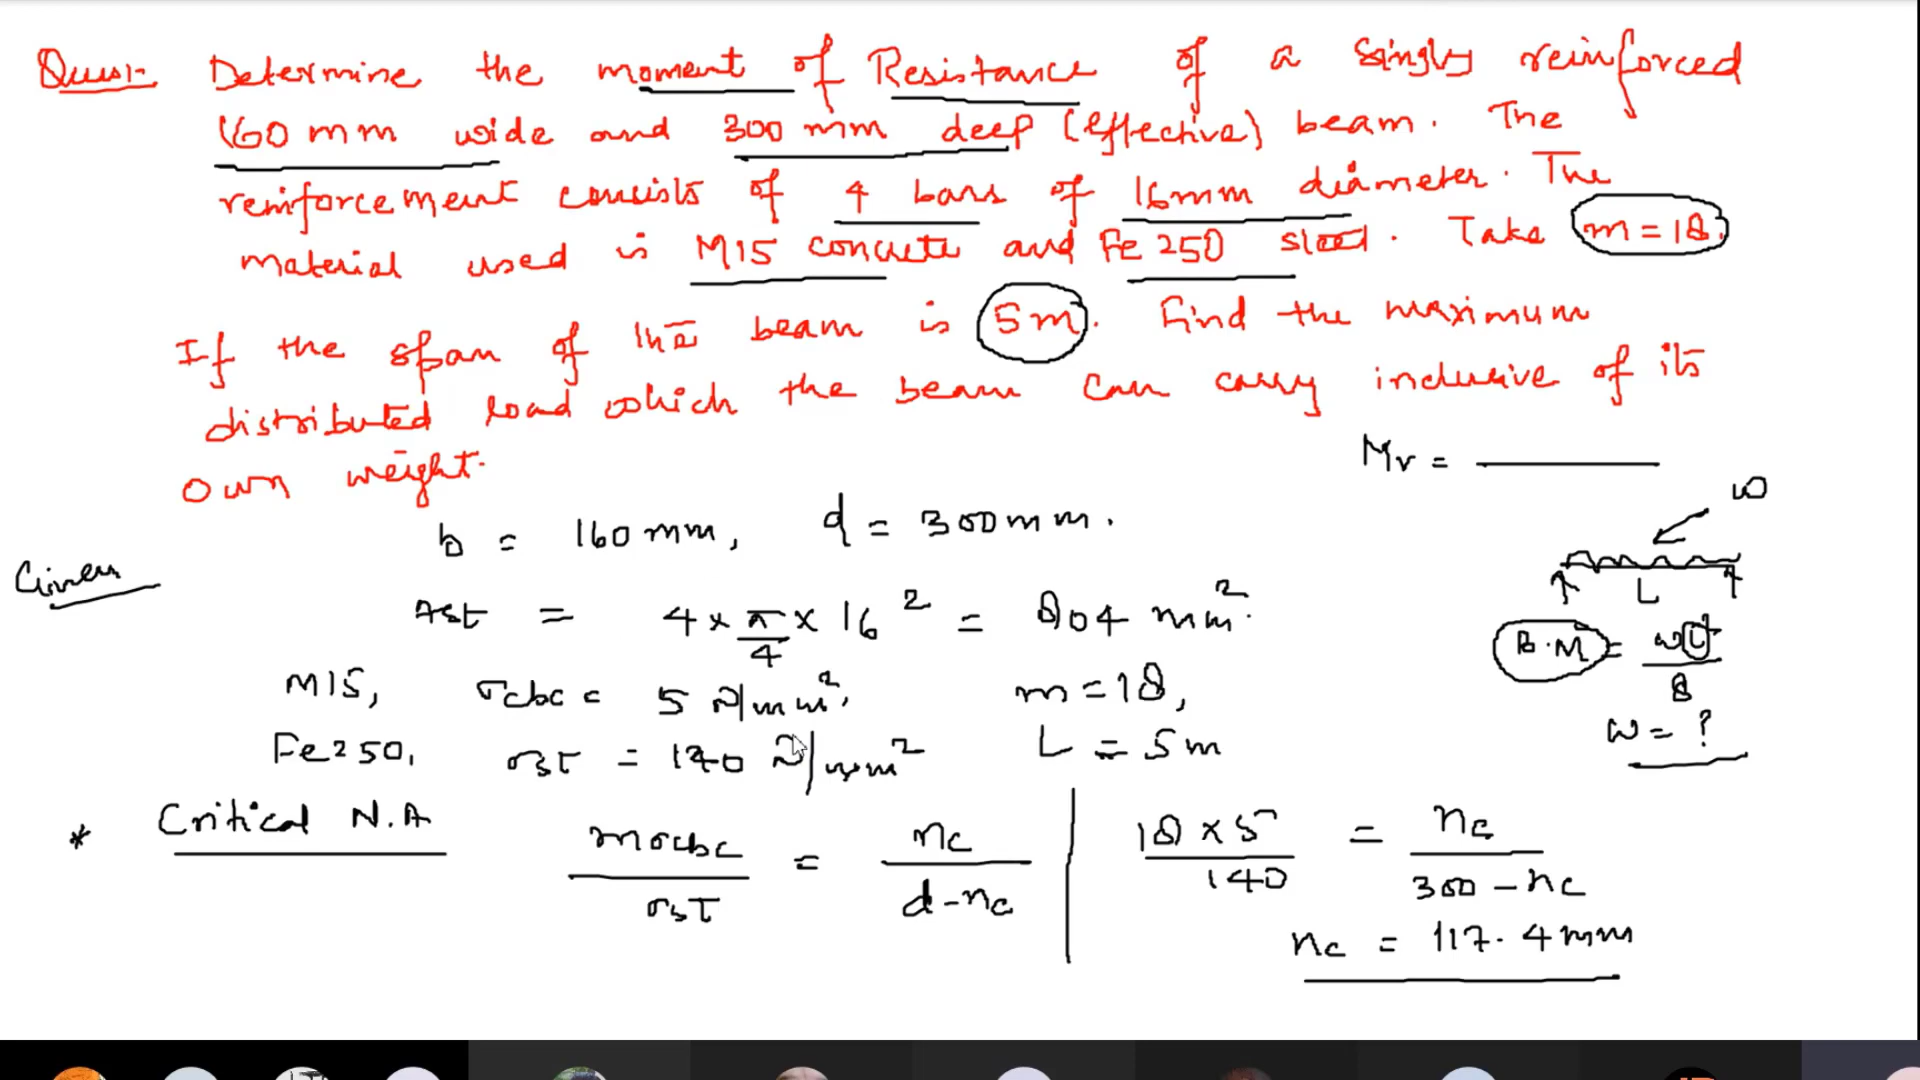 Ques:- Determine the moment of Resistance of a singly reinforced
160 mm wide and 300 mm deep (effective) beam. The
reinforcement consists of 4 bars of 16mm diameter. The
material used is M15 concrete and Fe 250 steel. Take m = 18.
If the span of the beam is 5m. Find the maximum
distributed load which the beam can carry inclusive of its
own weight.
Mr =
w
Given b = 160 mm, d = 300 mm.
L
Ast = 4 × π/4 × 16² = 804 mm².
B.M = wL²/8
M15, σcbc = 5 N/mm², m = 18,
w = ?
Fe 250, σst = 140 N/mm² L = 5 m
* Critical N.A mσcbc/σst = nc/(d-nc) | 18 × 5/140 = nc/(300 - nc)
nc = 117.4 mm